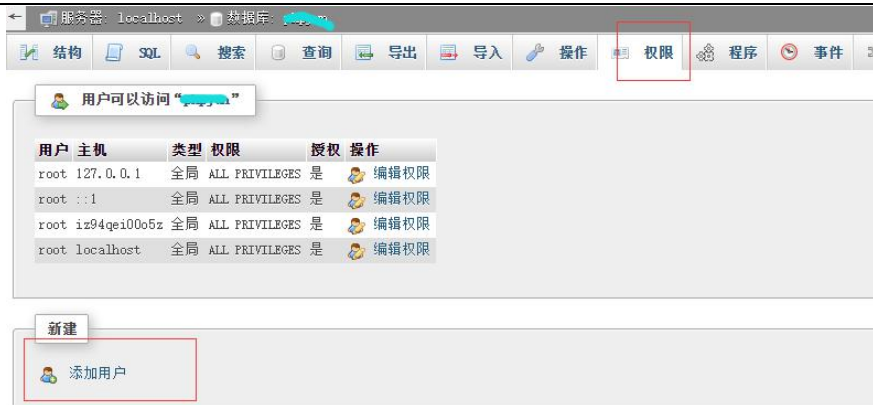 服务器: localhost » 数据库:
结构 SQL 搜索 查询 导出 导入 操作 权限 程序 事件
用户可以访问“ ”
用户 主机 类型 权限 授权 操作
root 127.0.0.1 全局 ALL PRIVILEGES 是 编辑权限
root ::1 全局 ALL PRIVILEGES 是 编辑权限
root iz94qei00o5z 全局 ALL PRIVILEGES 是 编辑权限
root localhost 全局 ALL PRIVILEGES 是 编辑权限
新建
添加用户